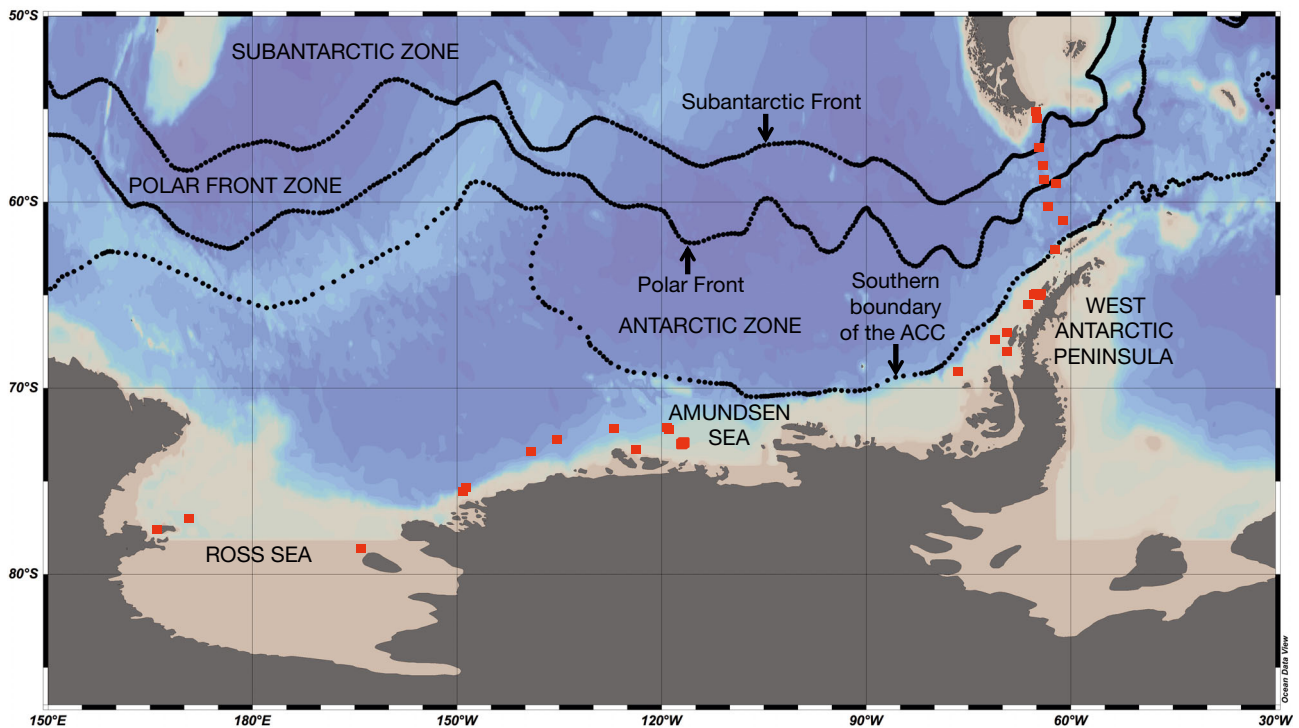 50°S
SUBANTARCTIC ZONE
Subantarctic Front
POLAR FRONT ZONE
60°S
Polar Front
Southern
boundary
of the ACC
ANTARCTIC ZONE
WEST
ANTARCTIC
PENINSULA
70°S
AMUNDSEN
SEA
ROSS SEA
80°S
Ocean Data View
150°E
180°E
150°W
120°W
90°W
60°W
30°W